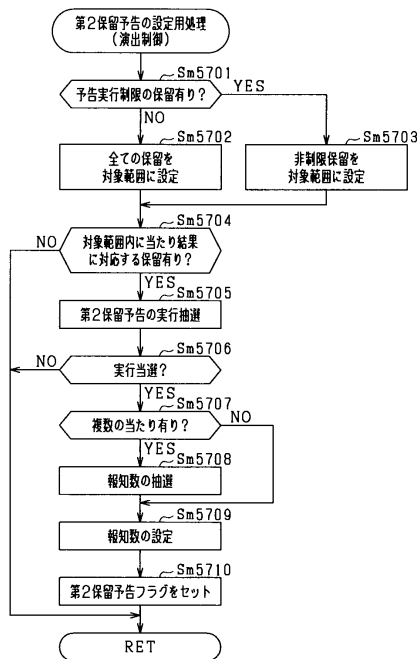 第2保留予告の設定用処理
(演出制御)
Sm5701
予告実行制限の保留有り?
YES
NO
Sm5702
Sm5703
全ての保留を
対象範囲に設定
非制限保留を
対象範囲に設定
Sm5704
NO
対象範囲内に当たり結果
に対応する保留有り?
YES
Sm5705
第2保留予告の実行抽選
Sm5706
NO
実行当選?
YES
Sm5707
複数の当たり有り?
NO
YES
Sm5708
報知数の抽選
Sm5709
報知数の設定
Sm5710
第2保留予告フラグをセット
RET